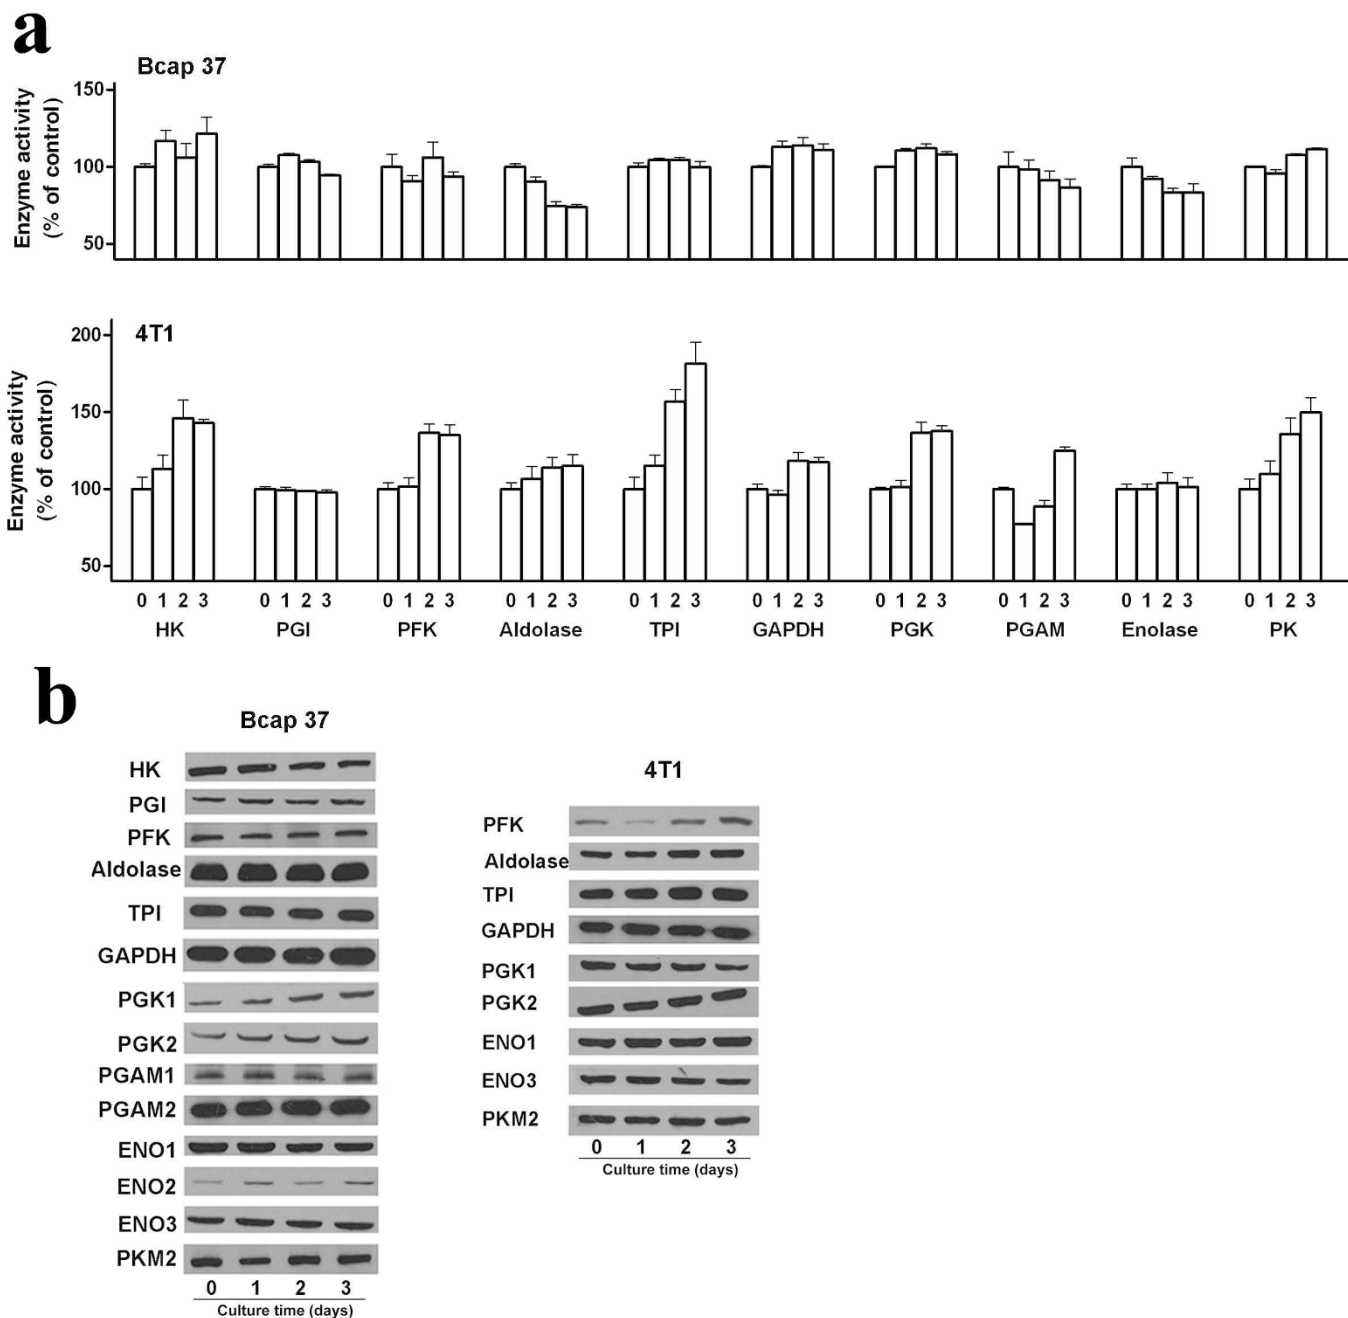 a
Bcap 37
Enzyme activity
(% of control)
150
100
50
4T1
Enzyme activity
(% of control)
200
150
100
50
0 1 2 3 0 1 2 3 0 1 2 3 0 1 2 3 0 1 2 3 0 1 2 3 0 1 2 3 0 1 2 3 0 1 2 3 0 1 2 3
HK PGI PFK Aldolase TPI GAPDH PGK PGAM Enolase PK
b
Bcap 37
HK
PGI
PFK
Aldolase
TPI
GAPDH
PGK1
PGK2
PGAM1
PGAM2
ENO1
ENO2
ENO3
PKM2
0 1 2 3
Culture time (days)
4T1
PFK
Aldolase
TPI
GAPDH
PGK1
PGK2
ENO1
ENO3
PKM2
0 1 2 3
Culture time (days)